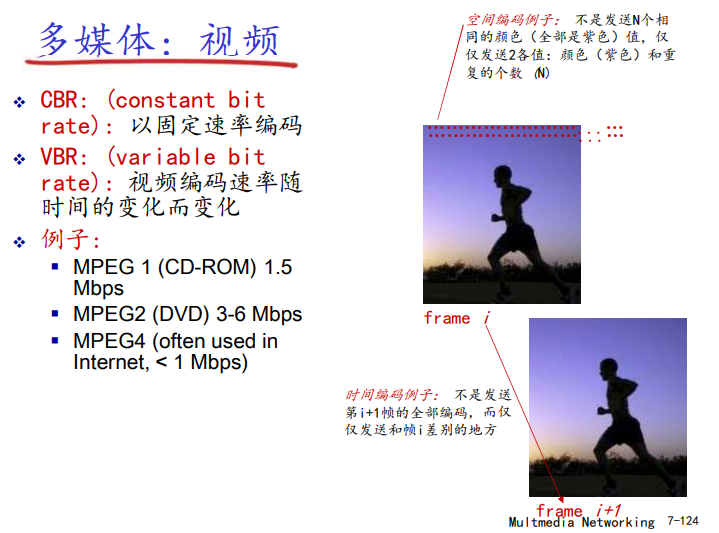 多媒体：视频
CBR: (constant bit
rate): 以固定速率编码
VBR: (variable bit
rate): 视频编码速率随
时间的变化而变化
例子:
MPEG 1 (CD-ROM) 1.5
Mbps
MPEG2 (DVD) 3-6 Mbps
MPEG4 (often used in
Internet, < 1 Mbps)
空间编码例子: 不是发送N个相
同的颜色（全部是紫色）值，仅
仅发送2各值：颜色（紫色）和重
复的个数 (N)
frame i
时间编码例子: 不是发送
第i+1帧的全部编码，而仅
仅发送和帧i差别的地方
frame i+1
Multmedia Networking 7-124